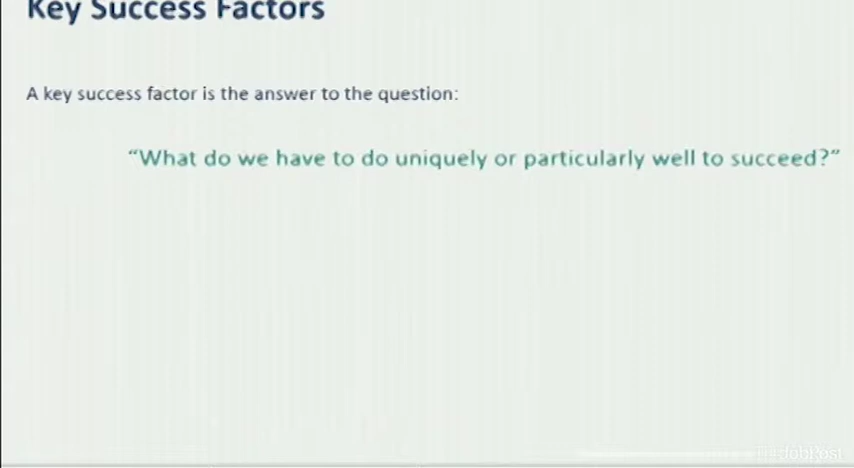 Key Success Factors
A key success factor is the answer to the question:
“What do we have to do uniquely or particularly well to succeed?”